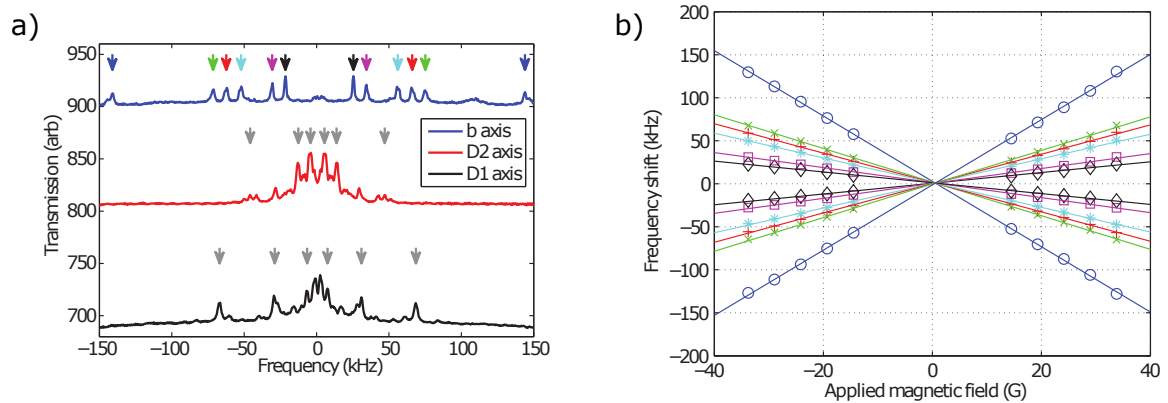 a)
Transmission (arb)
950
900
850
800
750
700
b axis
D2 axis
D1 axis
−150 −100 −50 0 50 100 150
Frequency (kHz)
b)
Frequency shift (kHz)
200
150
100
50
0
−50
−100
−150
−200
−40 −20 0 20 40
Applied magnetic field (G)